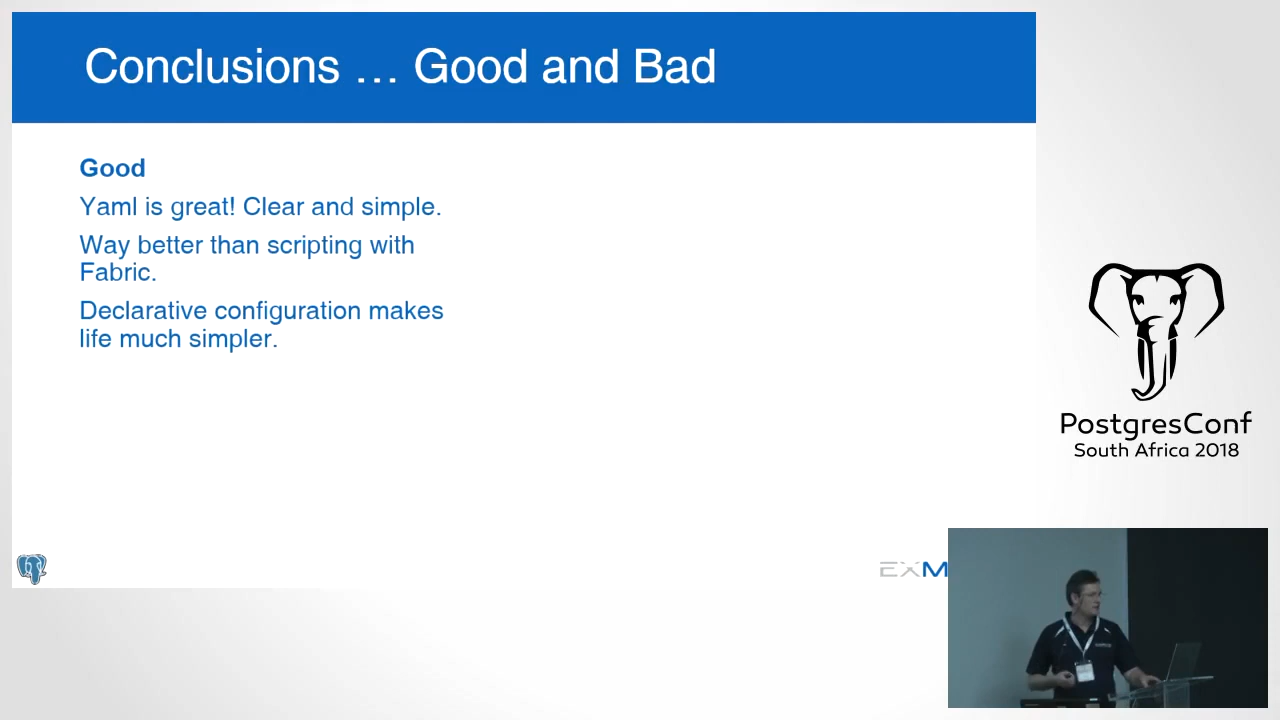 Conclusions ... Good and Bad
Good
Yaml is great! Clear and simple.
Way better than scripting with
Fabric.
Declarative configuration makes
life much simpler.
PostgresConf
South Africa 2018
EXM